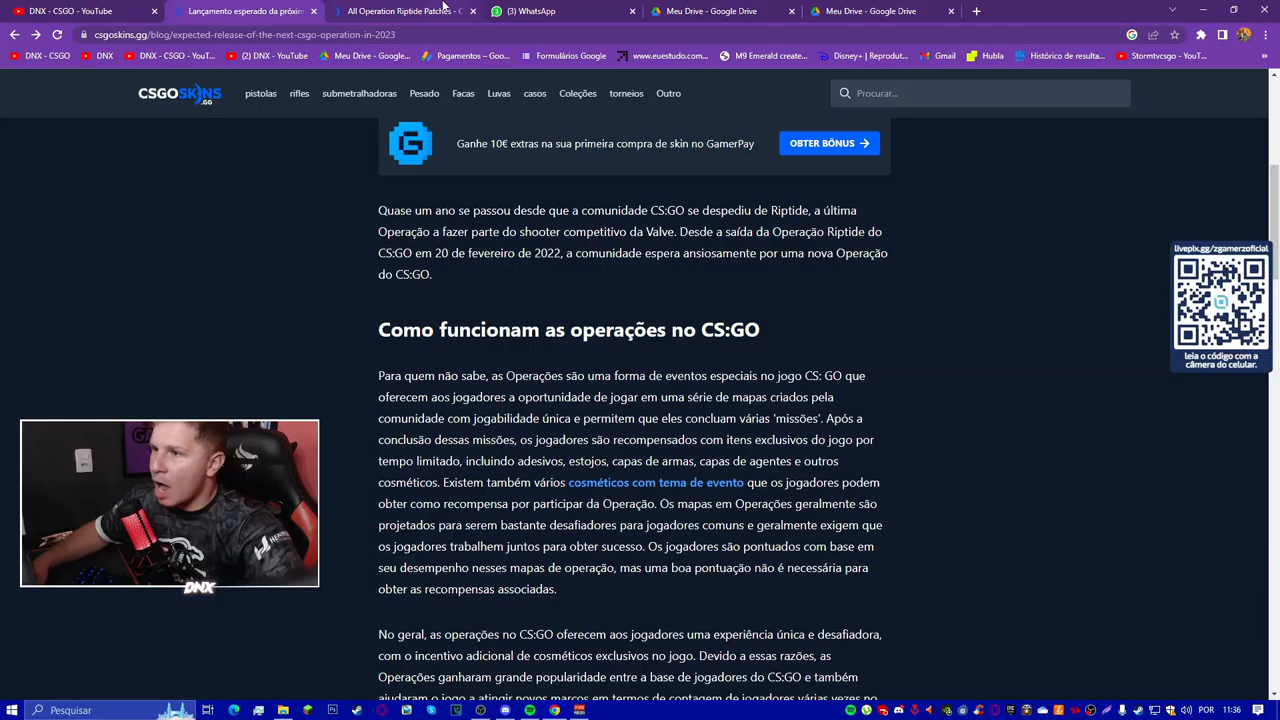 DNX - CSGO - YouTube
Lançamento esperado da próxim
All Operation Riptide Patches - C
(3) WhatsApp
Meu Drive – Google Drive
Meu Drive – Google Drive
csgoskins.gg/blog/expected-release-of-the-next-csgo-operation-in-2023
DNX - CSGO
DNX
DNX - CSGO - YouT...
(2) DNX - YouTube
Meu Drive – Google...
Pagamentos – Goo...
Formulários Google
www.euestudo.com...
M9 Emerald create...
Disney+ | Reprodut...
Gmail
Hubla
Histórico de resulta...
Stormtvcsgo - YouT...
CSGOSKINS
.GG
pistolas
rifles
submetralhadoras
Pesado
Facas
Luvas
casos
Coleções
torneios
Outro
Procurar...
Ganhe 10€ extras na sua primeira compra de skin no GamerPay
OBTER BÔNUS
Quase um ano se passou desde que a comunidade CS:GO se despediu de Riptide, a última
Operação a fazer parte do shooter competitivo da Valve. Desde a saída da Operação Riptide do
CS:GO em 20 de fevereiro de 2022, a comunidade espera ansiosamente por uma nova Operação
do CS:GO.
livepix.gg/zgamerzoficial
leia o código com a
câmera do celular.
Como funcionam as operações no CS:GO
Para quem não sabe, as Operações são uma forma de eventos especiais no jogo CS: GO que
oferecem aos jogadores a oportunidade de jogar em uma série de mapas criados pela
comunidade com jogabilidade única e permitem que eles concluam várias 'missões'. Após a
conclusão dessas missões, os jogadores são recompensados com itens exclusivos do jogo por
tempo limitado, incluindo adesivos, estojos, capas de armas, capas de agentes e outros
cosméticos. Existem também vários cosméticos com tema de evento que os jogadores podem
obter como recompensa por participar da Operação. Os mapas em Operações geralmente são
projetados para serem bastante desafiadores para jogadores comuns e geralmente exigem que
os jogadores trabalhem juntos para obter sucesso. Os jogadores são pontuados com base em
seu desempenho nesses mapas de operação, mas uma boa pontuação não é necessária para
obter as recompensas associadas.
DNX
No geral, as operações no CS:GO oferecem aos jogadores uma experiência única e desafiadora,
com o incentivo adicional de cosméticos exclusivos no jogo. Devido a essas razões, as
Operações ganharam grande popularidade entre a base de jogadores do CS:GO e também
ajudaram o jogo a atingir novos marcos em termos de contagem de jogadores várias vezes no
Pesquisar
POR
11:36